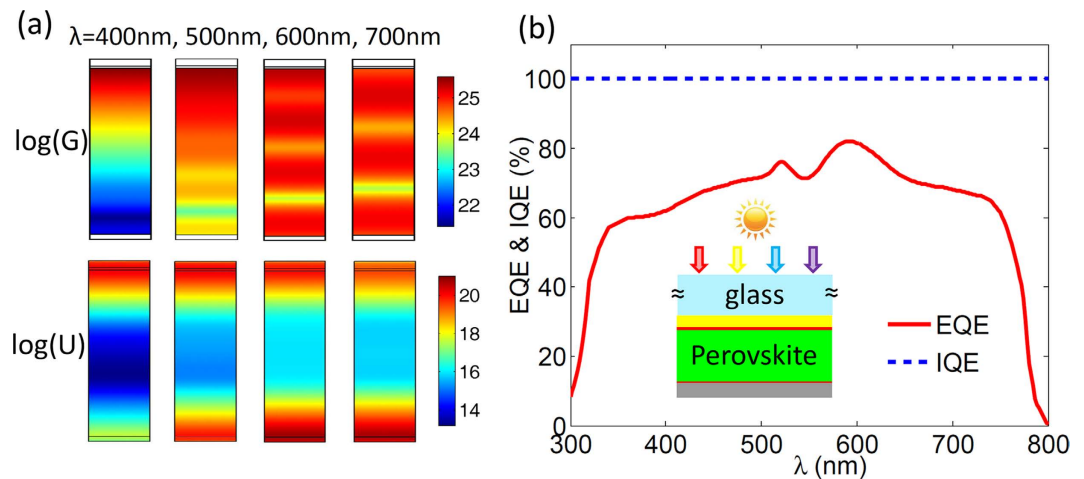 (a)
λ=400nm, 500nm, 600nm, 700nm
log(G)
25
24
23
22
log(U)
20
18
16
14
(b)
EQE & IQE (%)
100
80
60
40
20
0
300
400
500
600
700
800
λ (nm)
≈ glass ≈
Perovskite
EQE
IQE